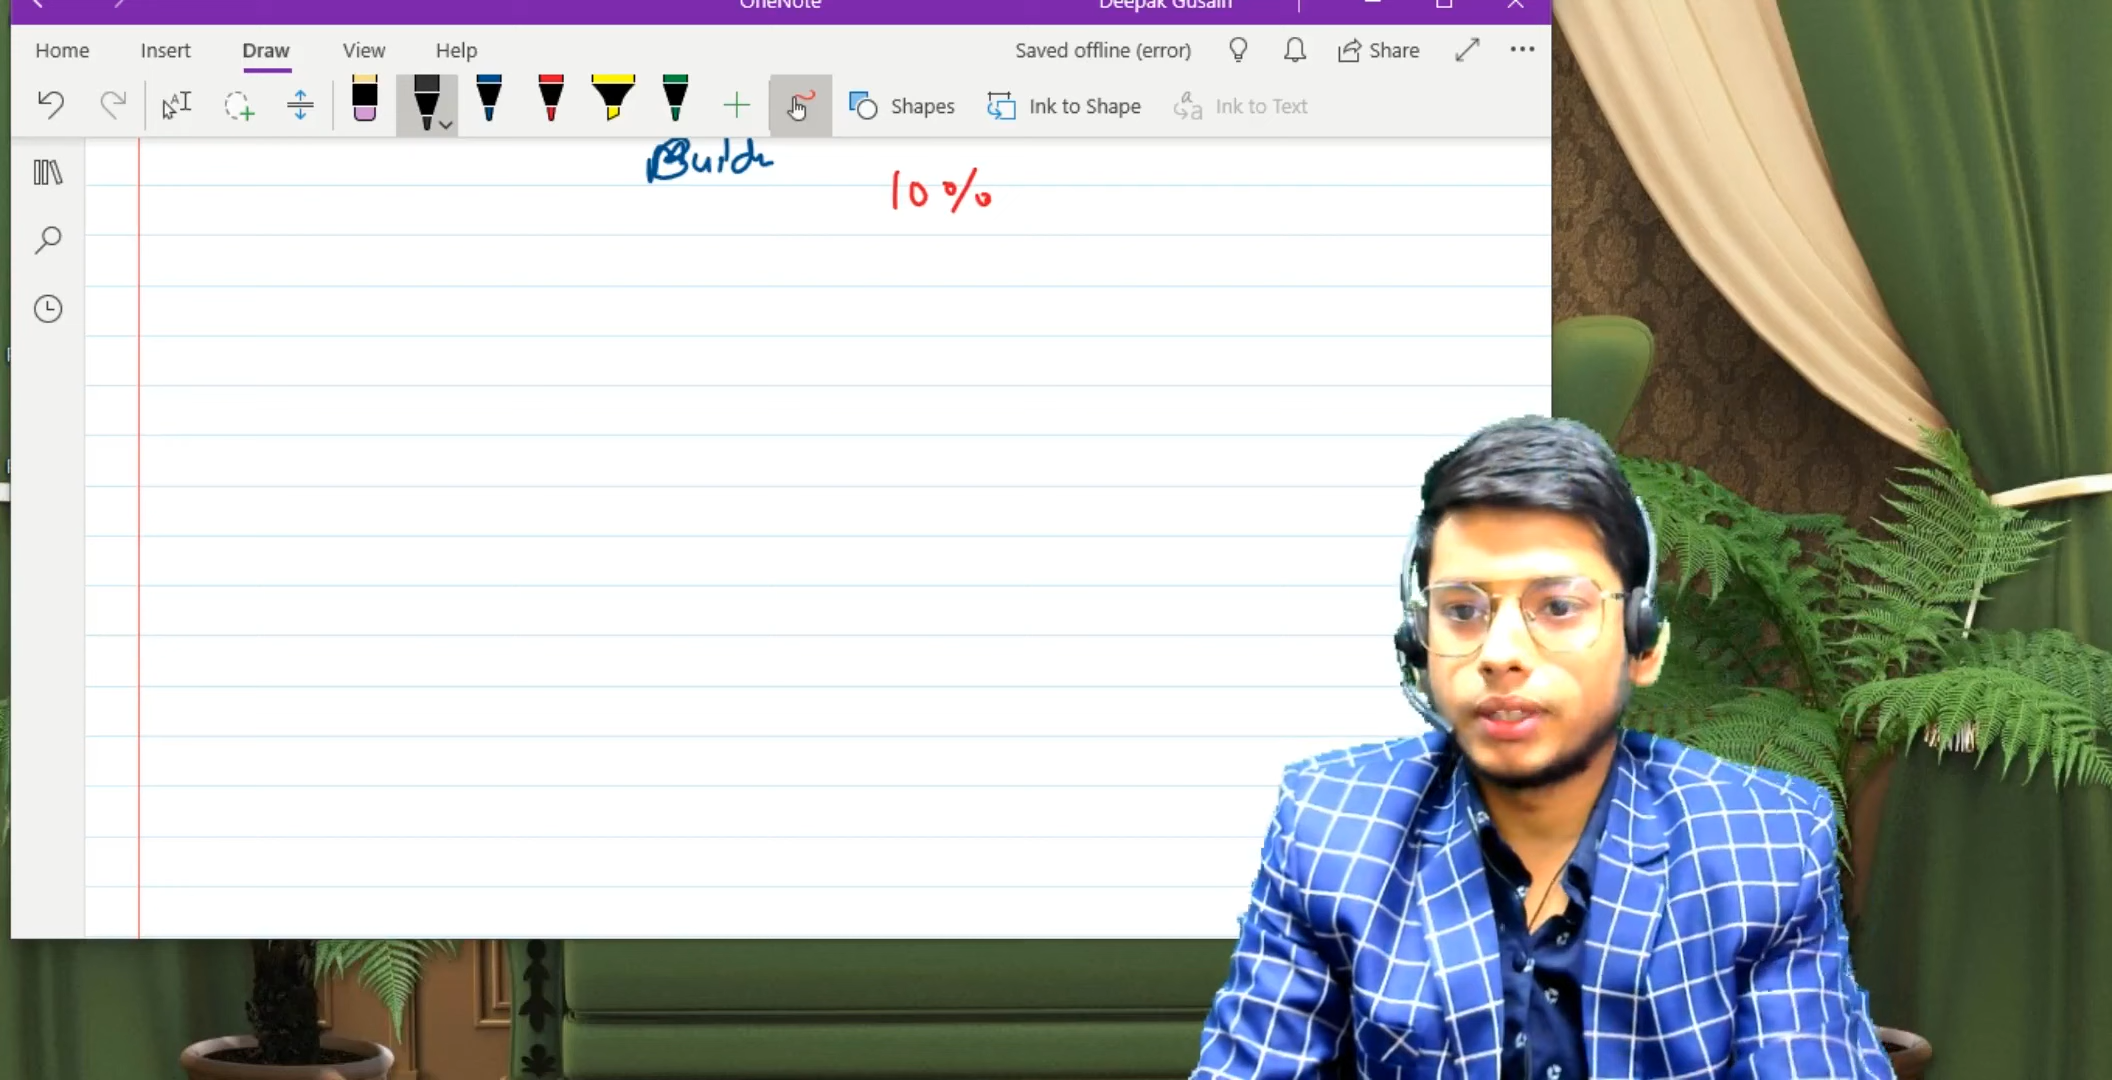 OneNote
Deepak Gusain
Home Insert Draw View Help Saved offline (error) Share
Shapes Ink to Shape Ink to Text
10%